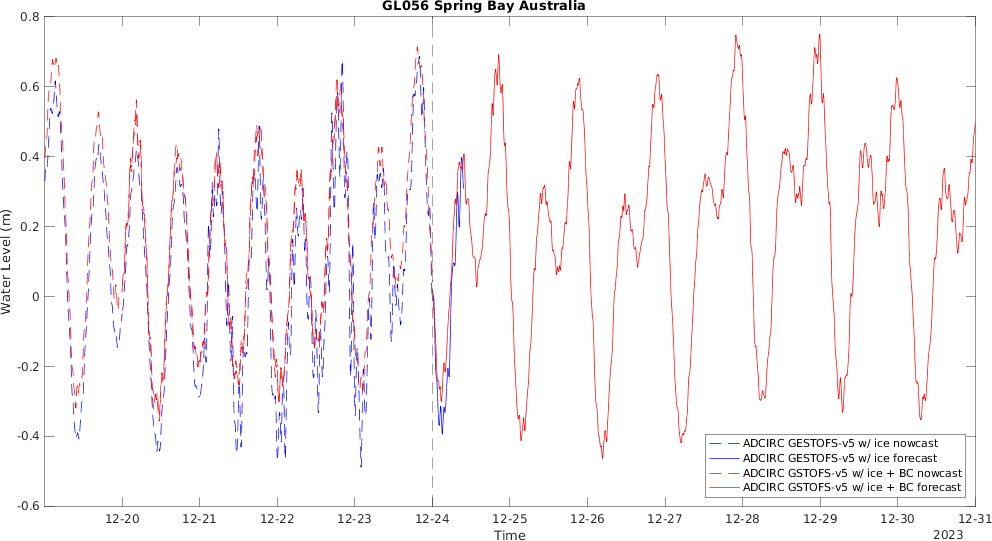 GL056 Spring Bay Australia
0.8
0.6
0.4
0.2
0
-0.2
-0.4
-0.6
Water Level (m)
ADCIRC GESTOFS-v5 w/ ice nowcast
ADCIRC GESTOFS-v5 w/ ice forecast
ADCIRC GSTOFS-v5 w/ ice + BC nowcast
ADCIRC GSTOFS-v5 w/ ice + BC forecast
12-20 12-21 12-22 12-23 12-24 12-25 12-26 12-27 12-28 12-29 12-30 12-31
Time
2023